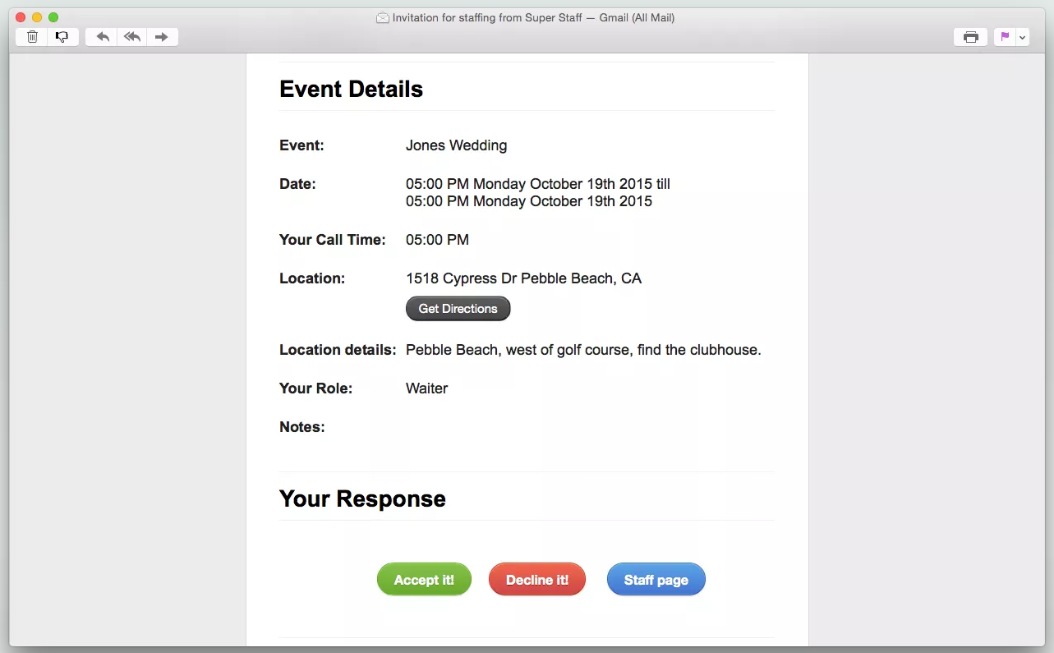 Invitation for staffing from Super Staff — Gmail (All Mail)
Event Details
Event: Jones Wedding
Date: 05:00 PM Monday October 19th 2015 till
05:00 PM Monday October 19th 2015
Your Call Time: 05:00 PM
Location: 1518 Cypress Dr Pebble Beach, CA
Get Directions
Location details: Pebble Beach, west of golf course, find the clubhouse.
Your Role: Waiter
Notes:
Your Response
Accept it! Decline it! Staff page